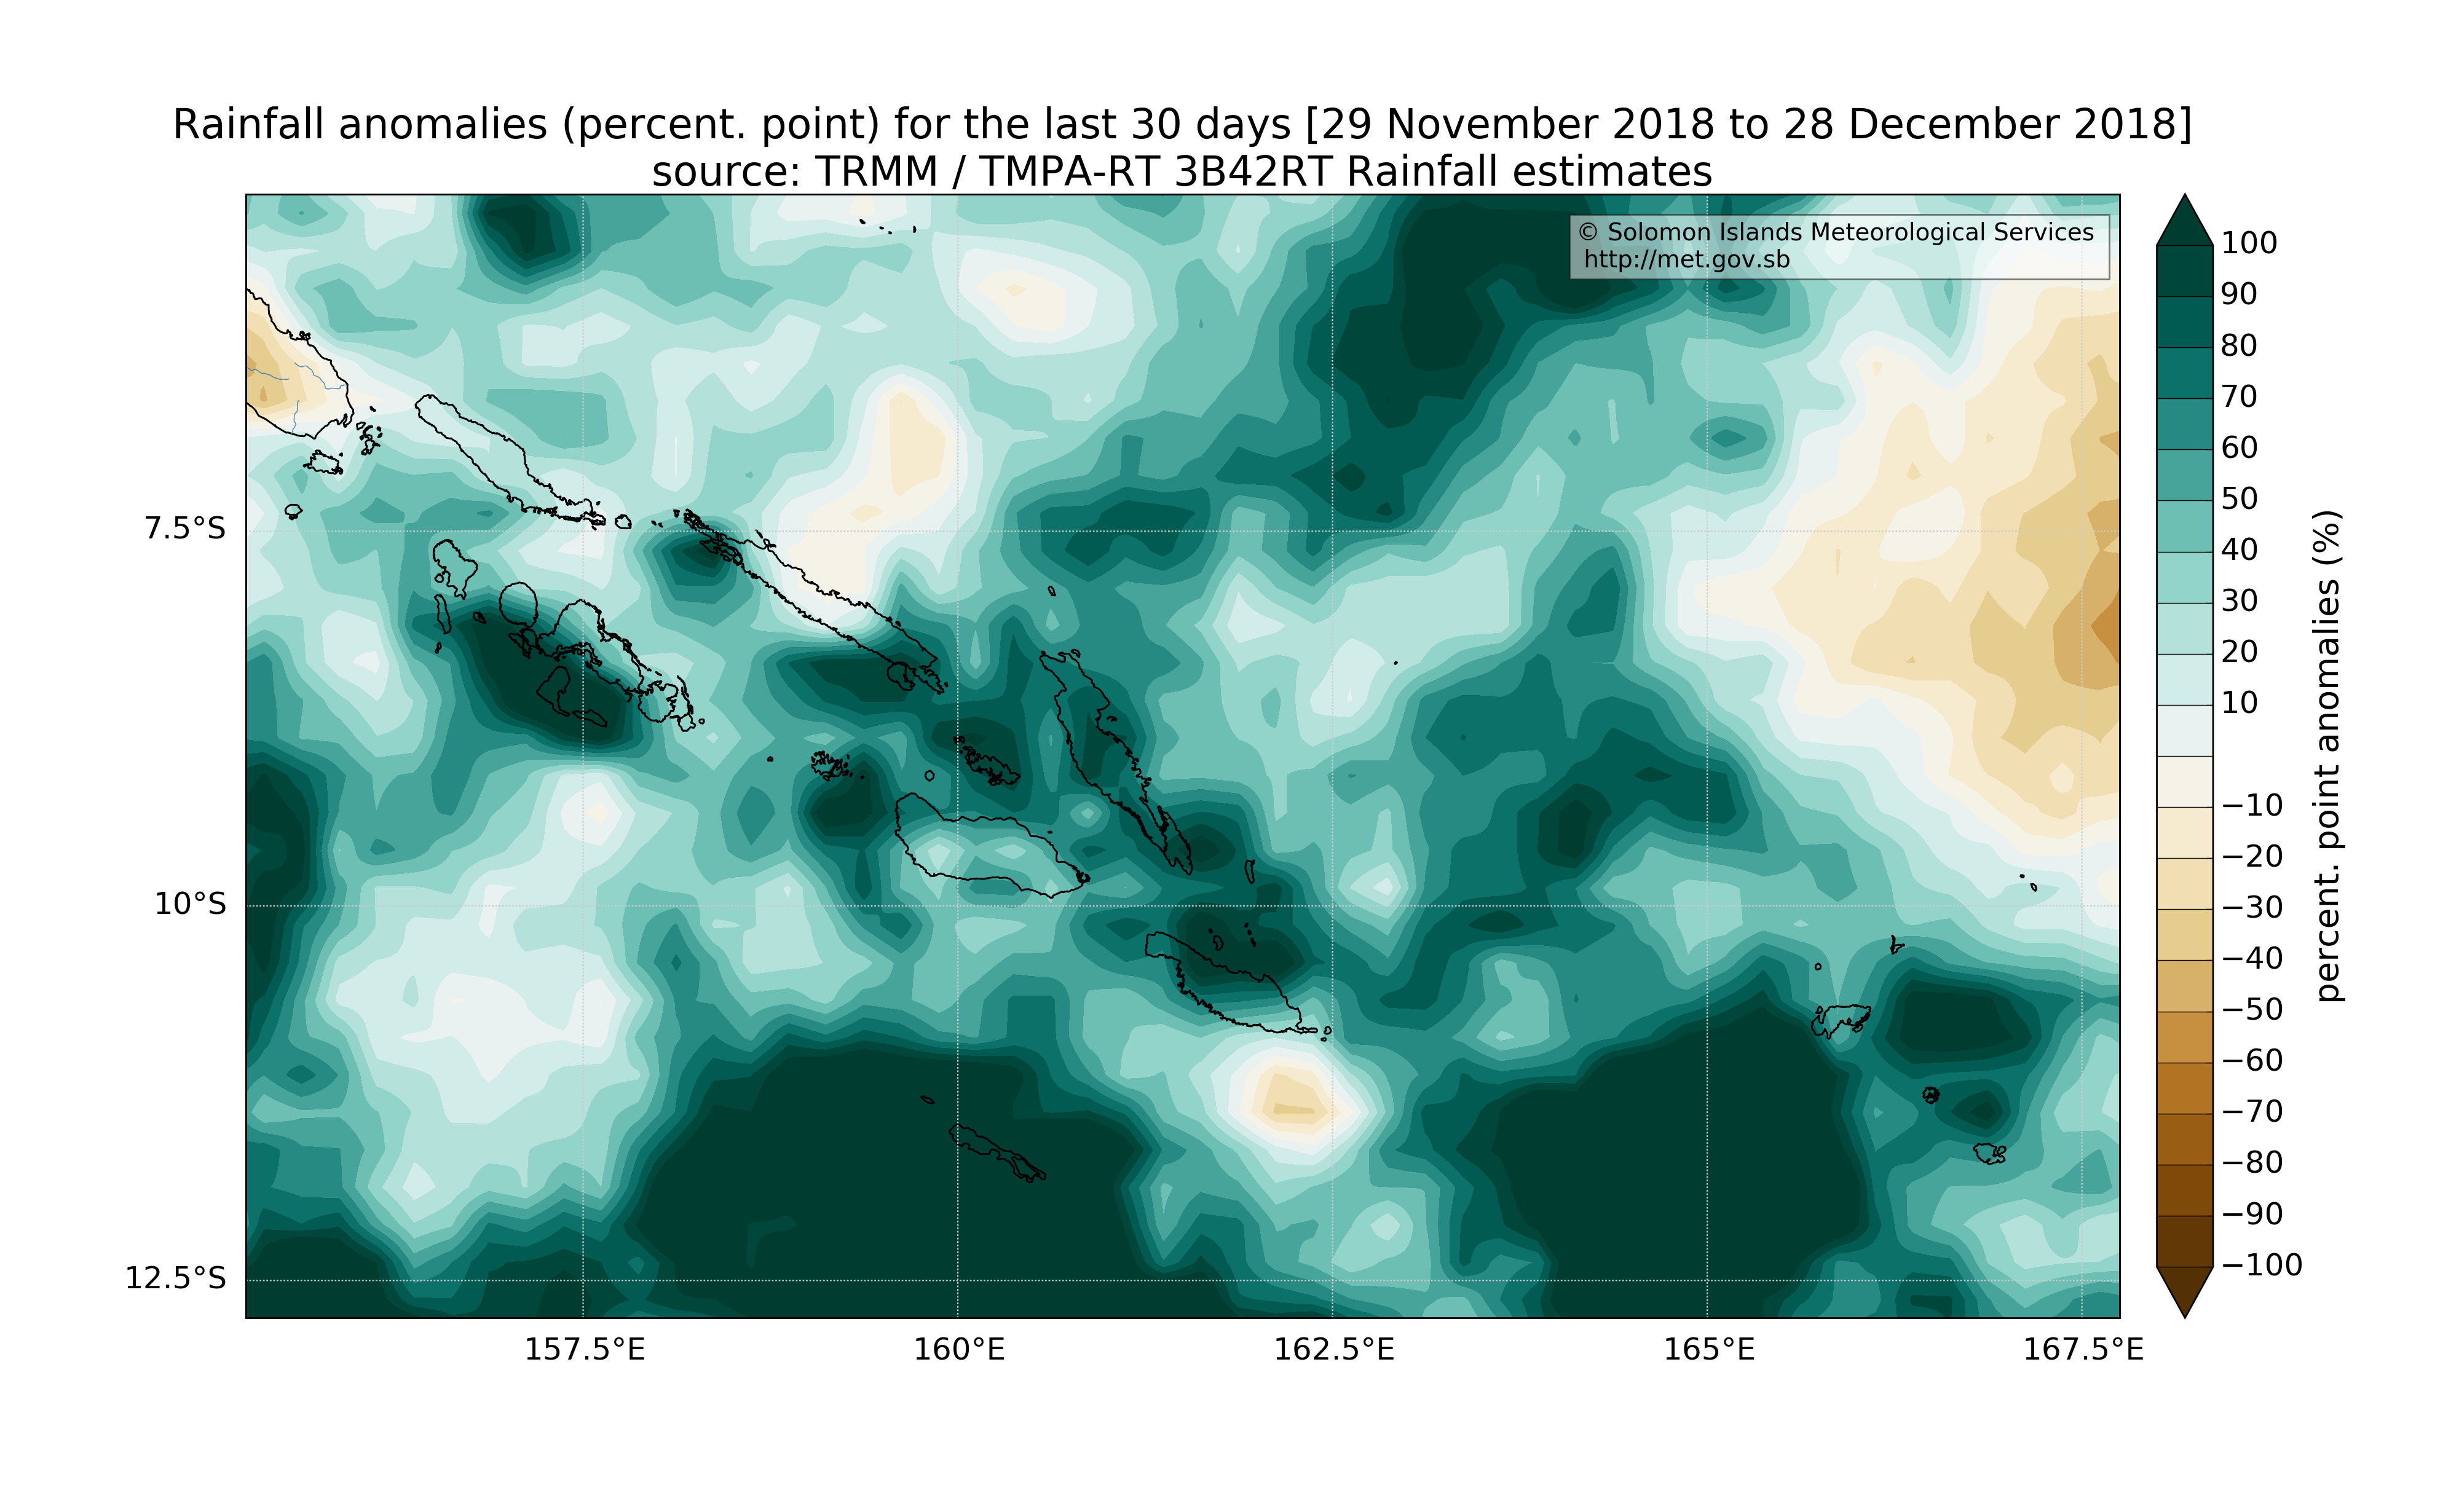 Rainfall anomalies (percent. point) for the last 30 days [29 November 2018 to 28 December 2018]
source: TRMM / TMPA-RT 3B42RT Rainfall estimates
© Solomon Islands Meteorological Services
http://met.gov.sb
7.5°S
10°S
12.5°S
157.5°E
160°E
162.5°E
165°E
167.5°E
100
90
80
70
60
50
40
30
20
10
−10
−20
−30
−40
−50
−60
−70
−80
−90
−100
percent. point anomalies (%)